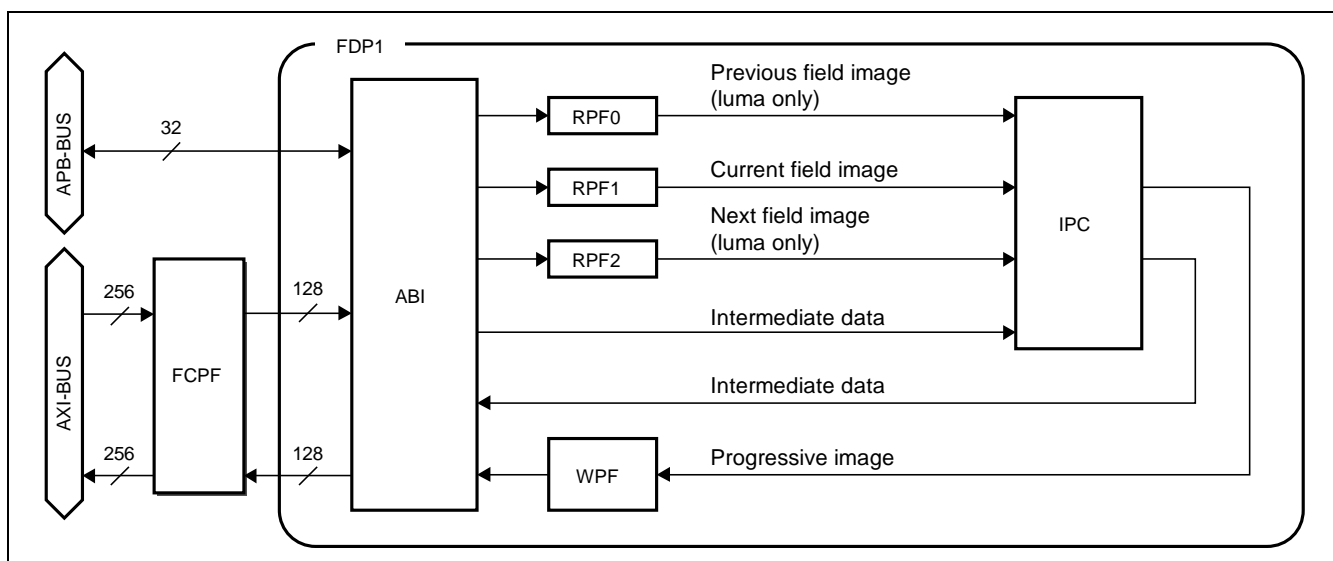 FDP1
APB-BUS
32
AXI-BUS
256
256
FCPF
128
128
ABI
RPF0
Previous field image
(luma only)
RPF1
Current field image
RPF2
Next field image
(luma only)
Intermediate data
Intermediate data
WPF
Progressive image
IPC